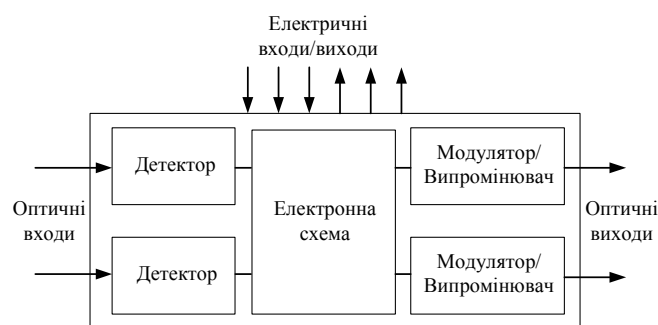 Електричні
входи/виходи
Детектор
Модулятор/
Випромінювач
Оптичні
входи
Електронна
схема
Оптичні
виходи
Детектор
Модулятор/
Випромінювач